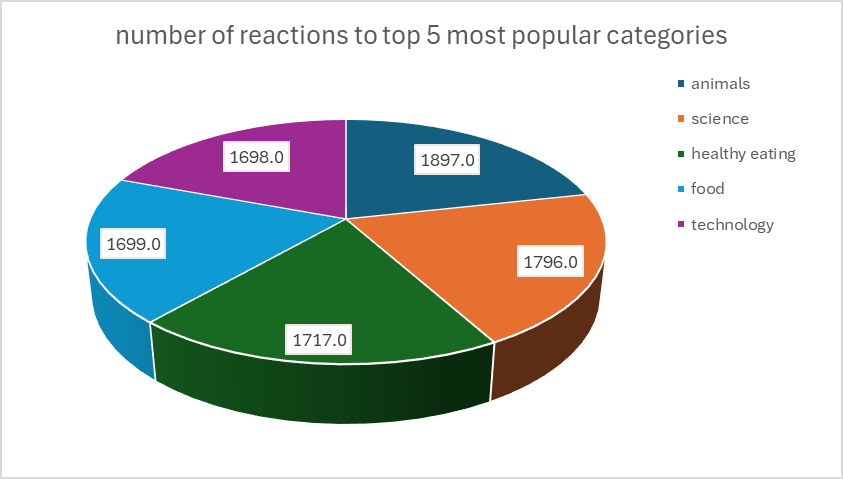 number of reactions to top 5 most popular categories
animals
science
healthy eating
food
technology
1698.0
1897.0
1699.0
1796.0
1717.0